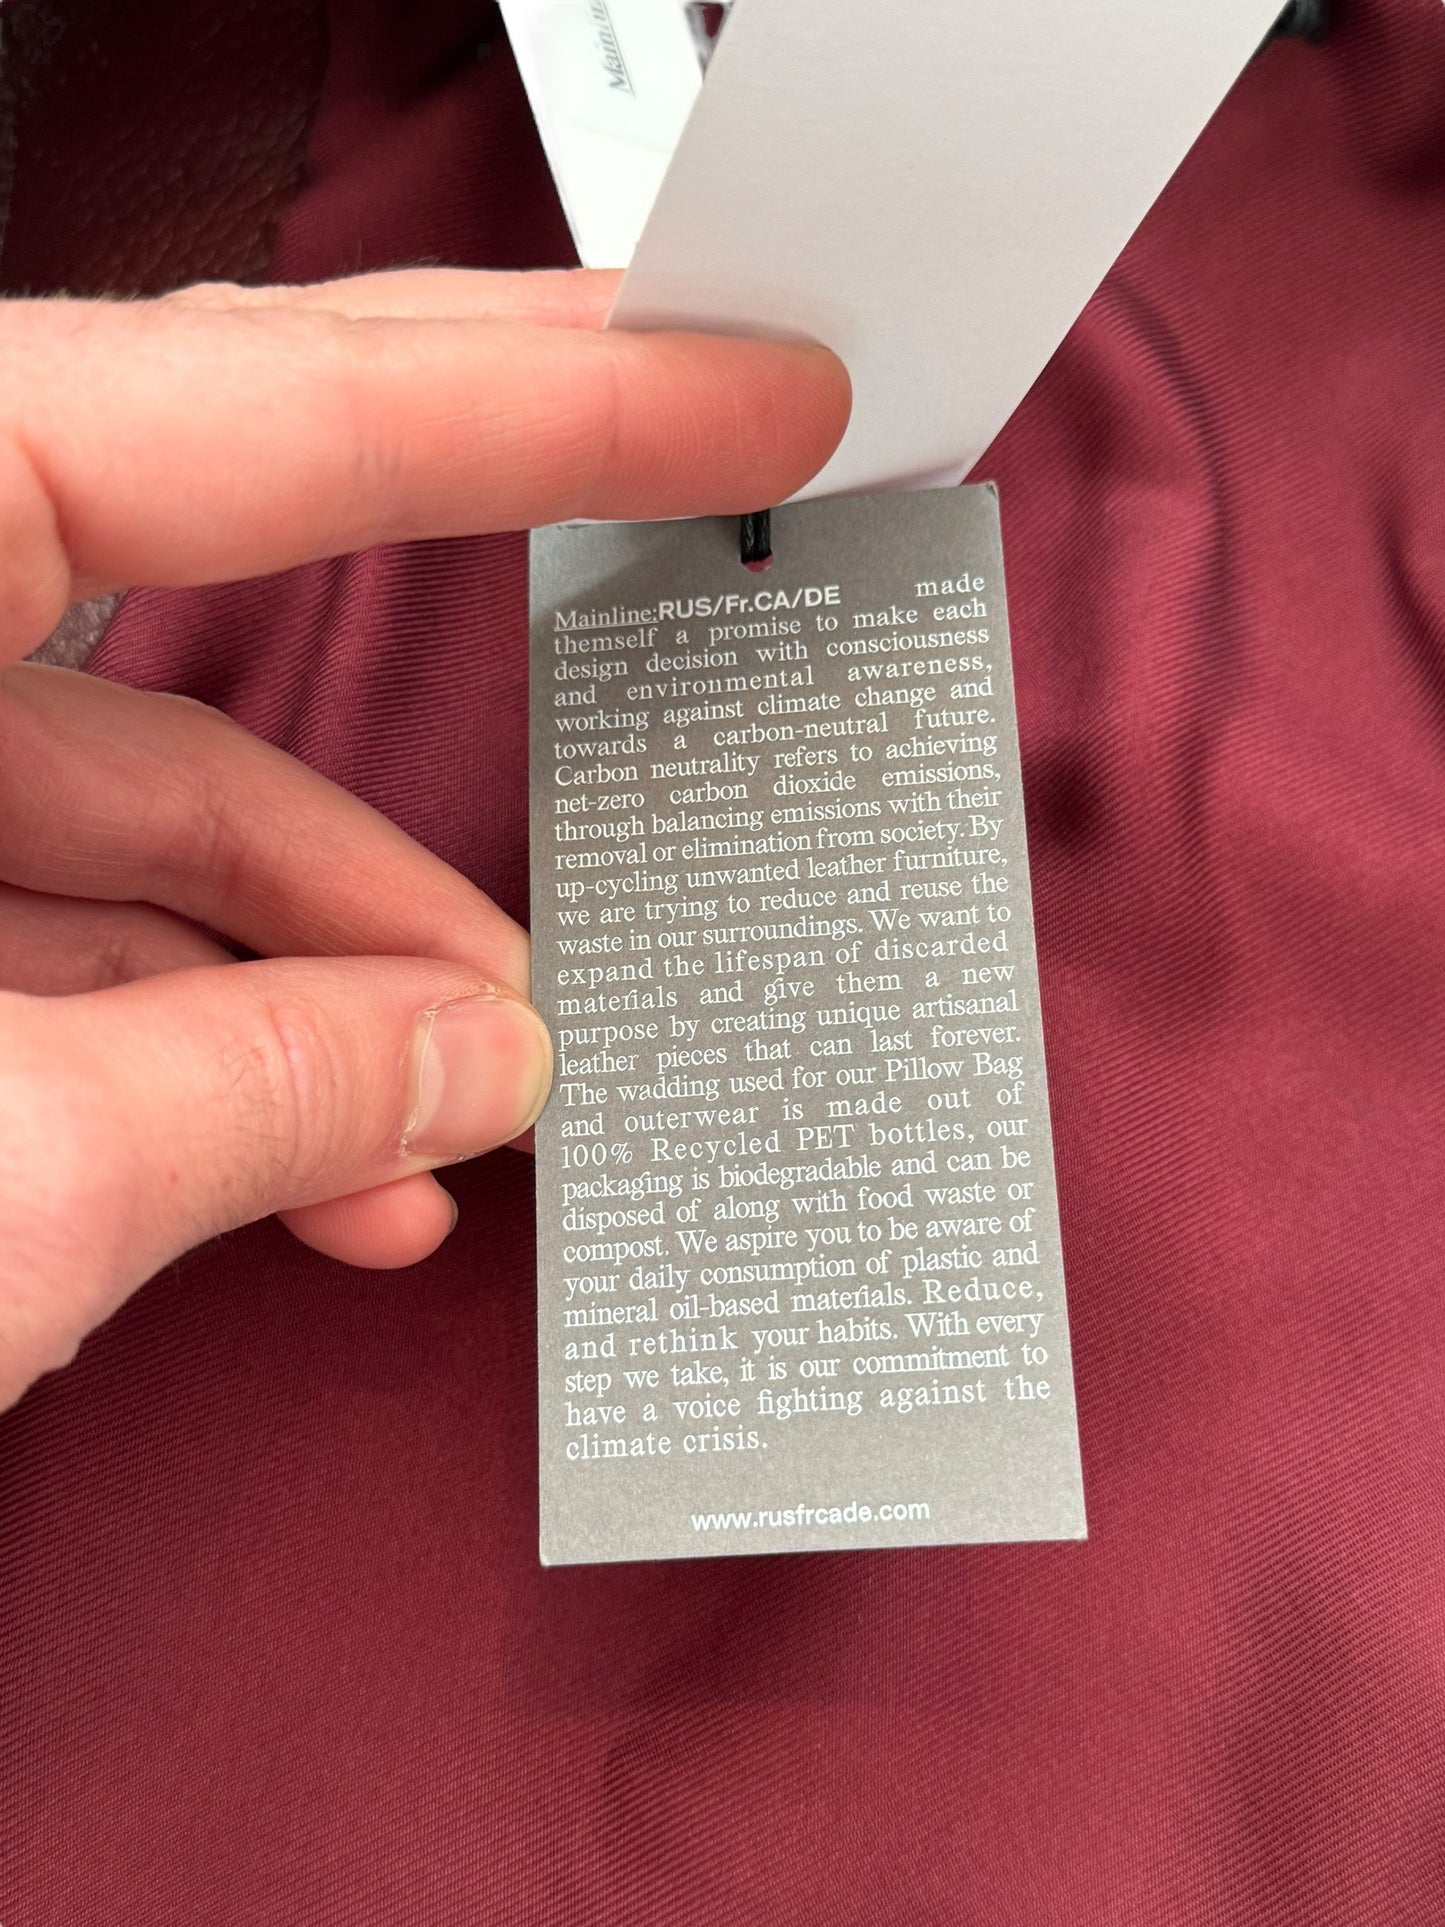 Mainline
Mainline:RUS/Fr.CA/DE made
themself a promise to make each
design decision with consciousness
and environmental awareness,
working against climate change and
towards a carbon-neutral future.
Carbon neutrality refers to achieving
net-zero carbon dioxide emissions,
through balancing emissions with their
removal or elimination from society. By
up-cycling unwanted leather furniture,
we are trying to reduce and reuse the
waste in our surroundings. We want to
expand the lifespan of discarded
materials and give them a new
purpose by creating unique artisanal
leather pieces that can last forever.
The wadding used for our Pillow Bag
and outerwear is made out of
100% Recycled PET bottles, our
packaging is biodegradable and can be
disposed of along with food waste or
compost. We aspire you to be aware of
your daily consumption of plastic and
mineral oil-based materials. Reduce,
and rethink your habits. With every
step we take, it is our commitment to
have a voice fighting against the
climate crisis.
www.rusfrcade.com